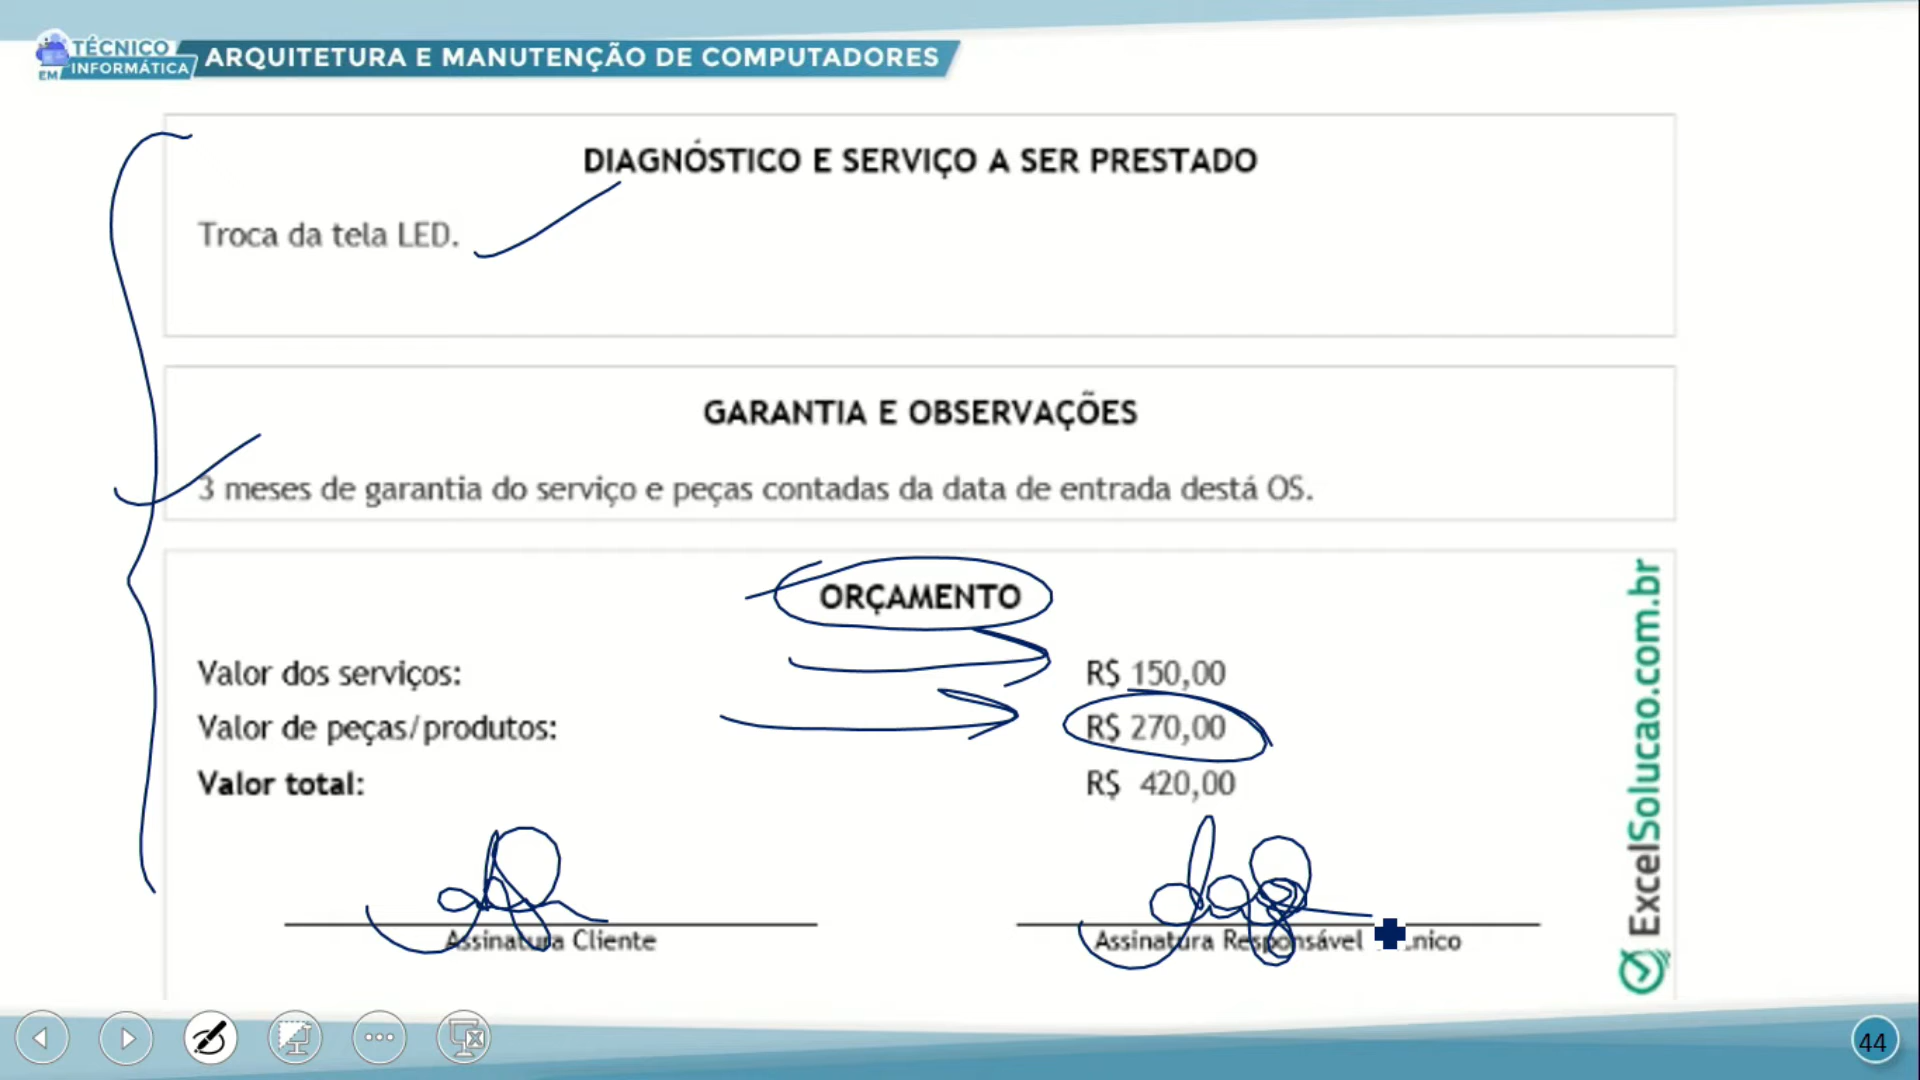 TÉCNICO
EM INFORMÁTICA
ARQUITETURA E MANUTENÇÃO DE COMPUTADORES
DIAGNÓSTICO E SERVIÇO A SER PRESTADO
Troca da tela LED.
GARANTIA E OBSERVAÇÕES
3 meses de garantia do serviço e peças contadas da data de entrada destá OS.
ORÇAMENTO
Valor dos serviços: R$ 150,00
Valor de peças/produtos: R$ 270,00
Valor total: R$ 420,00
Assinatura Cliente
Assinatura Responsável nico
ExcelSolucao.com.br
44